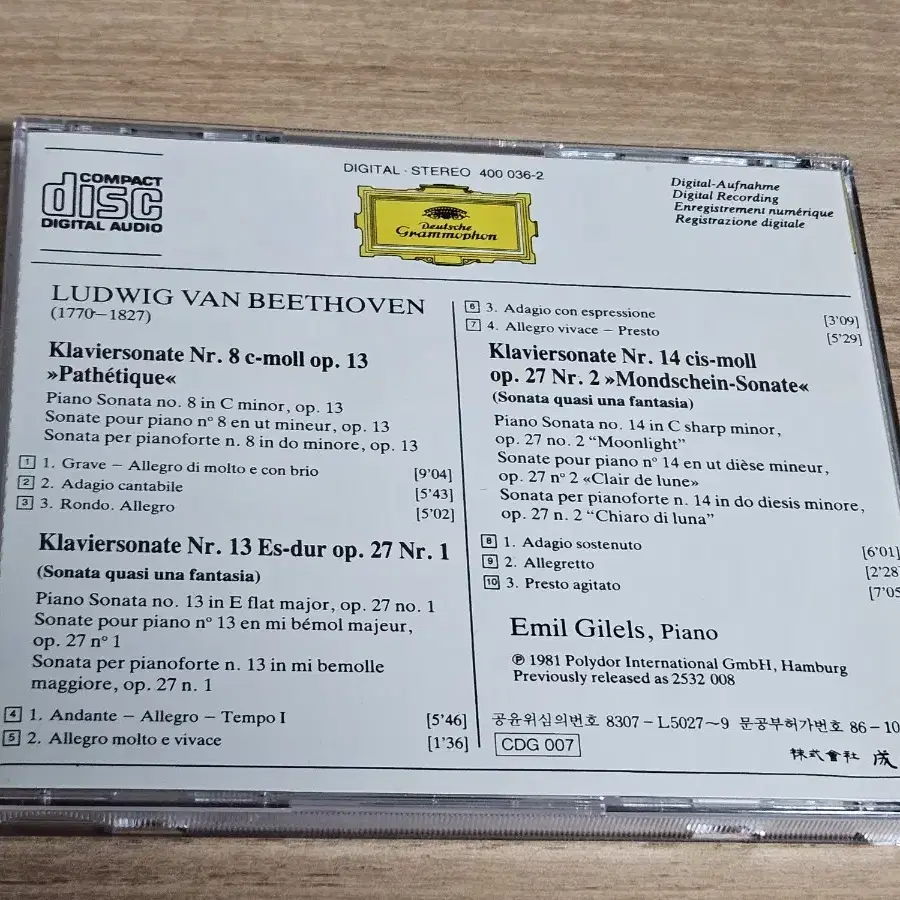 COMPACT
disc
DIGITAL AUDIO
DIGITAL · STEREO 400 036-2
Deutsche
Grammophon
Digital-Aufnahme
Digital Recording
Enregistrement numérique
Registrazione digitale
LUDWIG VAN BEETHOVEN
(1770–1827)
Klaviersonate Nr. 8 c-moll op. 13
»Pathétique«
Piano Sonata no. 8 in C minor, op. 13
Sonate pour piano nº 8 en ut mineur, op. 13
Sonata per pianoforte n. 8 in do minore, op. 13
1 1. Grave – Allegro di molto e con brio [9'04]
2 2. Adagio cantabile [5'43]
3 3. Rondo. Allegro [5'02]
Klaviersonate Nr. 13 Es-dur op. 27 Nr. 1
(Sonata quasi una fantasia)
Piano Sonata no. 13 in E flat major, op. 27 no. 1
Sonate pour piano nº 13 en mi bémol majeur,
op. 27 nº 1
Sonata per pianoforte n. 13 in mi bemolle
maggiore, op. 27 n. 1
4 1. Andante – Allegro – Tempo I [5'46]
5 2. Allegro molto e vivace [1'36]
6 3. Adagio con espressione [3'09]
7 4. Allegro vivace – Presto [5'29]
Klaviersonate Nr. 14 cis-moll
op. 27 Nr. 2 »Mondschein-Sonate«
(Sonata quasi una fantasia)
Piano Sonata no. 14 in C sharp minor,
op. 27 no. 2 “Moonlight”
Sonate pour piano nº 14 en ut dièse mineur,
op. 27 nº 2 «Clair de lune»
Sonata per pianoforte n. 14 in do diesis minore,
op. 27 n. 2 “Chiaro di luna”
8 1. Adagio sostenuto [6'01]
9 2. Allegretto [2'28
10 3. Presto agitato [7'05
Emil Gilels, Piano
℗ 1981 Polydor International GmbH, Hamburg
Previously released as 2532 008
공윤위심의번호 8307-L5027~9 문공부허가번호 86-10
CDG 007
株式會社 成